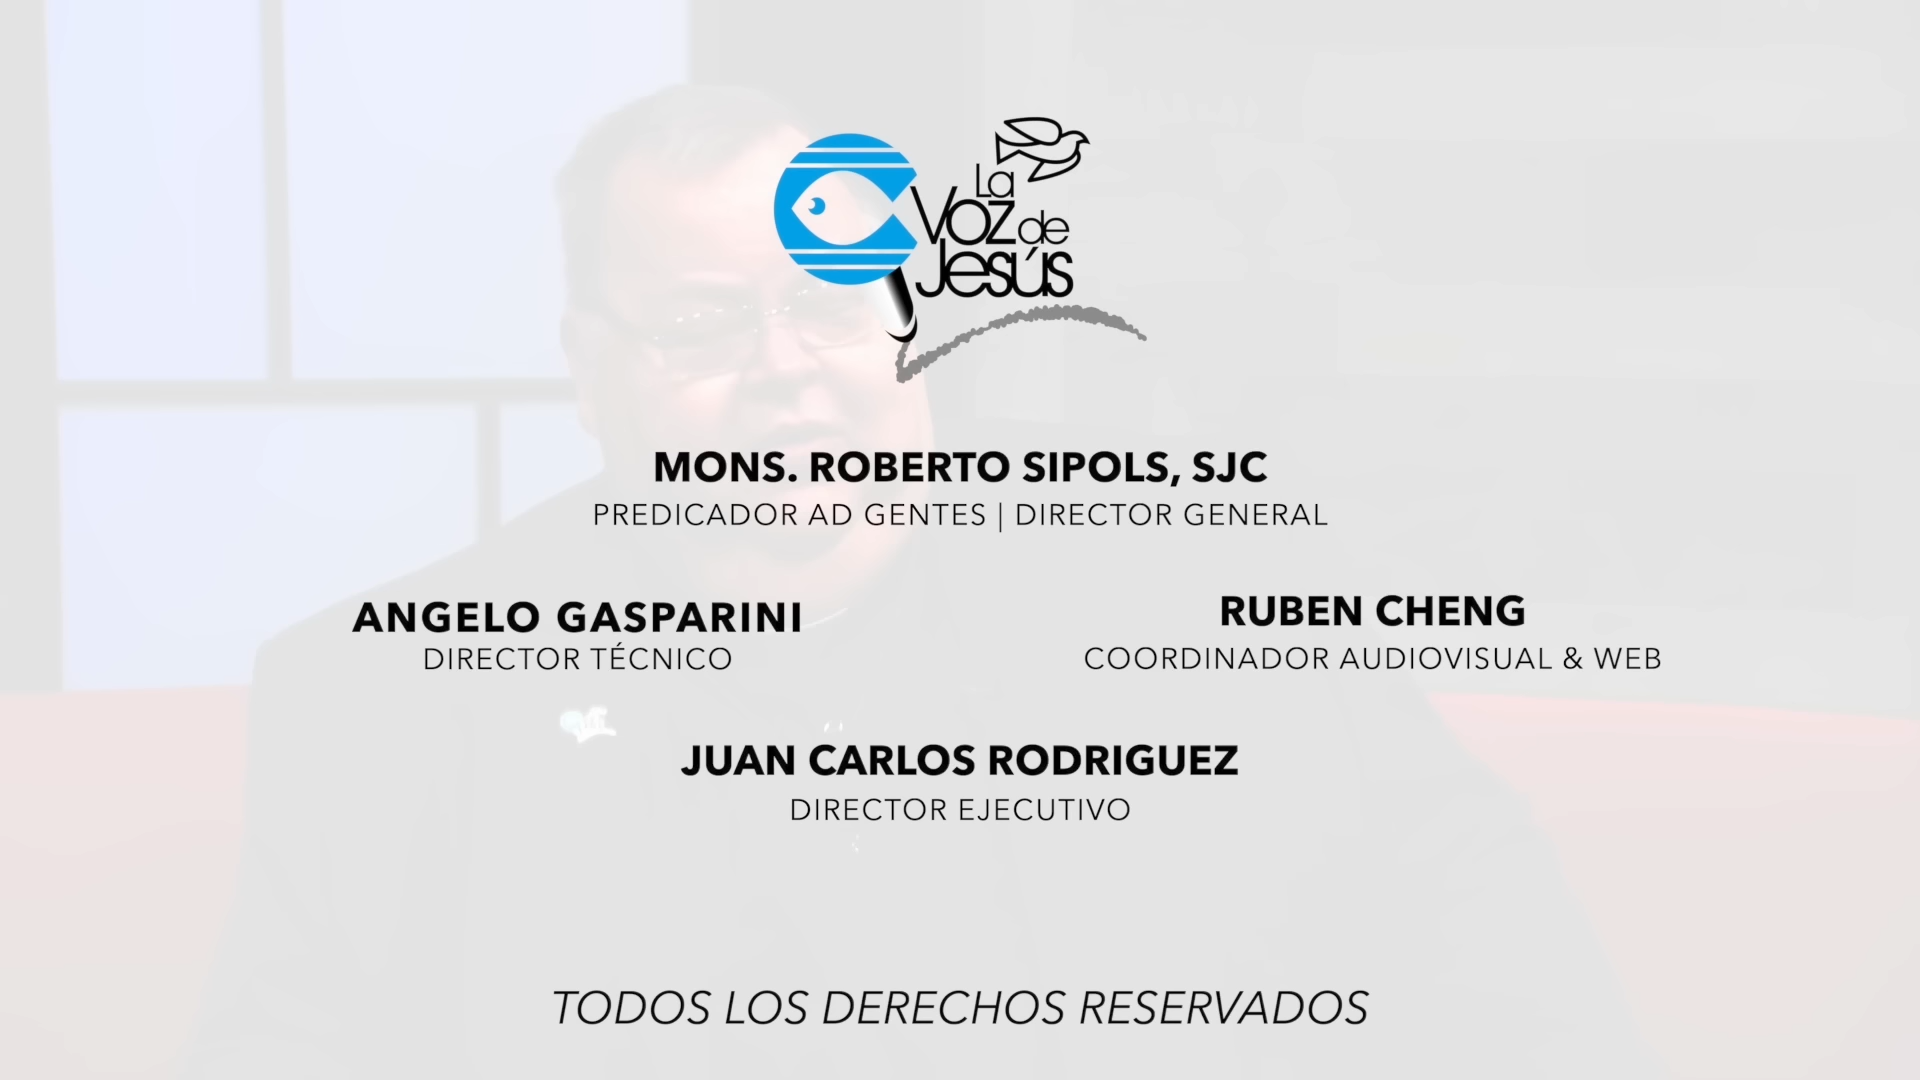 La
Voz de
Jesús
MONS. ROBERTO SIPOLS, SJC
PREDICADOR AD GENTES | DIRECTOR GENERAL
ANGELO GASPARINI
DIRECTOR TÉCNICO
RUBEN CHENG
COORDINADOR AUDIOVISUAL & WEB
JUAN CARLOS RODRIGUEZ
DIRECTOR EJECUTIVO
TODOS LOS DERECHOS RESERVADOS